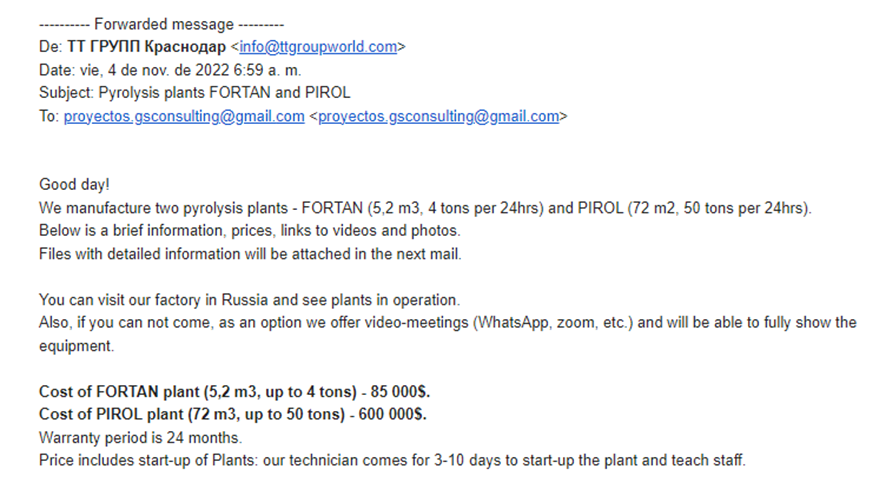 ---------- Forwarded message ---------
De: ТТ ГРУПП Краснодар <info@ttgroupworld.com>
Date: vie, 4 de nov. de 2022 6:59 a. m.
Subject: Pyrolysis plants FORTAN and PIROL
To: proyectos.gsconsulting@gmail.com <proyectos.gsconsulting@gmail.com>
Good day!
We manufacture two pyrolysis plants - FORTAN (5,2 m3, 4 tons per 24hrs) and PIROL (72 m2, 50 tons per 24hrs).
Below is a brief information, prices, links to videos and photos.
Files with detailed information will be attached in the next mail.
You can visit our factory in Russia and see plants in operation.
Also, if you can not come, as an option we offer video-meetings (WhatsApp, zoom, etc.) and will be able to fully show the
equipment.
Cost of FORTAN plant (5,2 m3, up to 4 tons) - 85 000$.
Cost of PIROL plant (72 m3, up to 50 tons) - 600 000$.
Warranty period is 24 months.
Price includes start-up of Plants: our technician comes for 3-10 days to start-up the plant and teach staff.